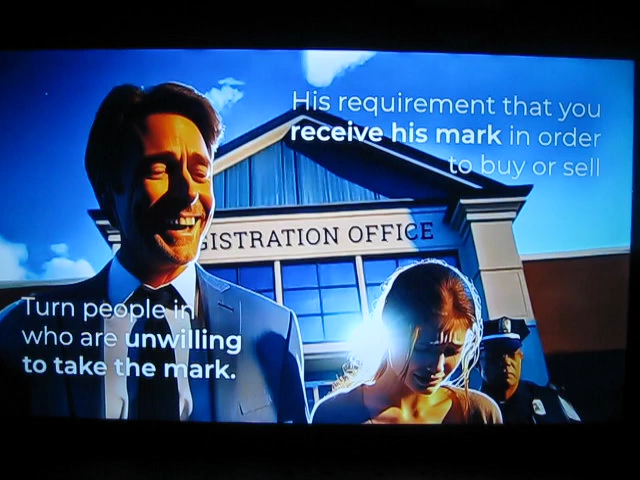 His requirement that you
receive his mark in order
to buy or sell
GISTRATION OFFICE
Turn people in
who are unwilling
to take the mark.